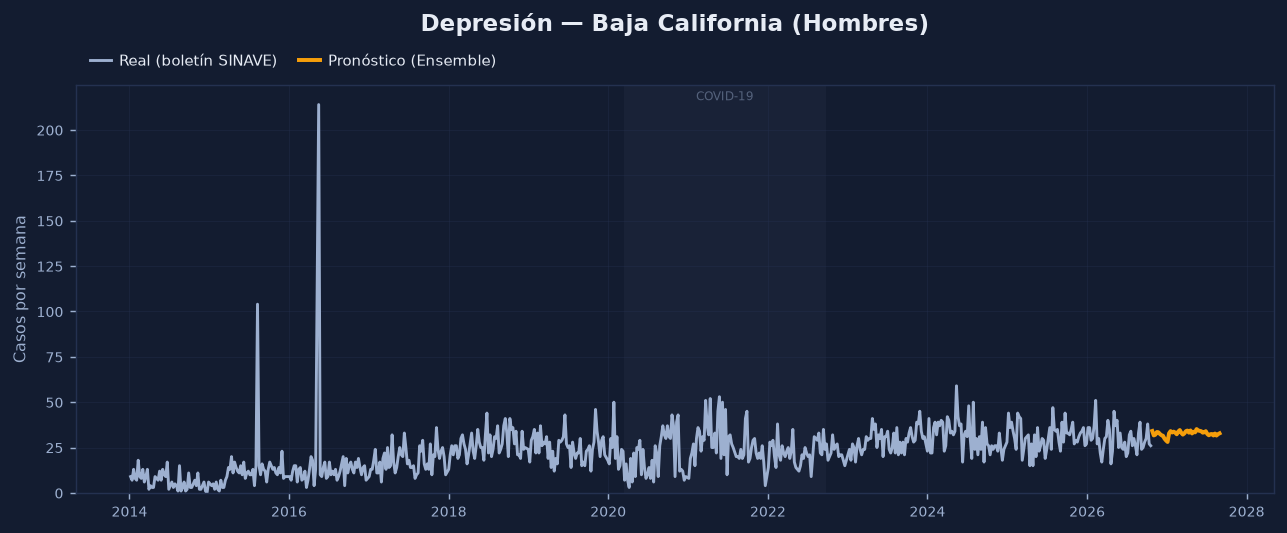 Depresión — Baja California (Hombres)
Real (boletín SINAVE) Pronóstico (Ensemble)
COVID-19
Casos por semana
200
175
150
125
100
75
50
25
0
2014 2016 2018 2020 2022 2024 2026 2028